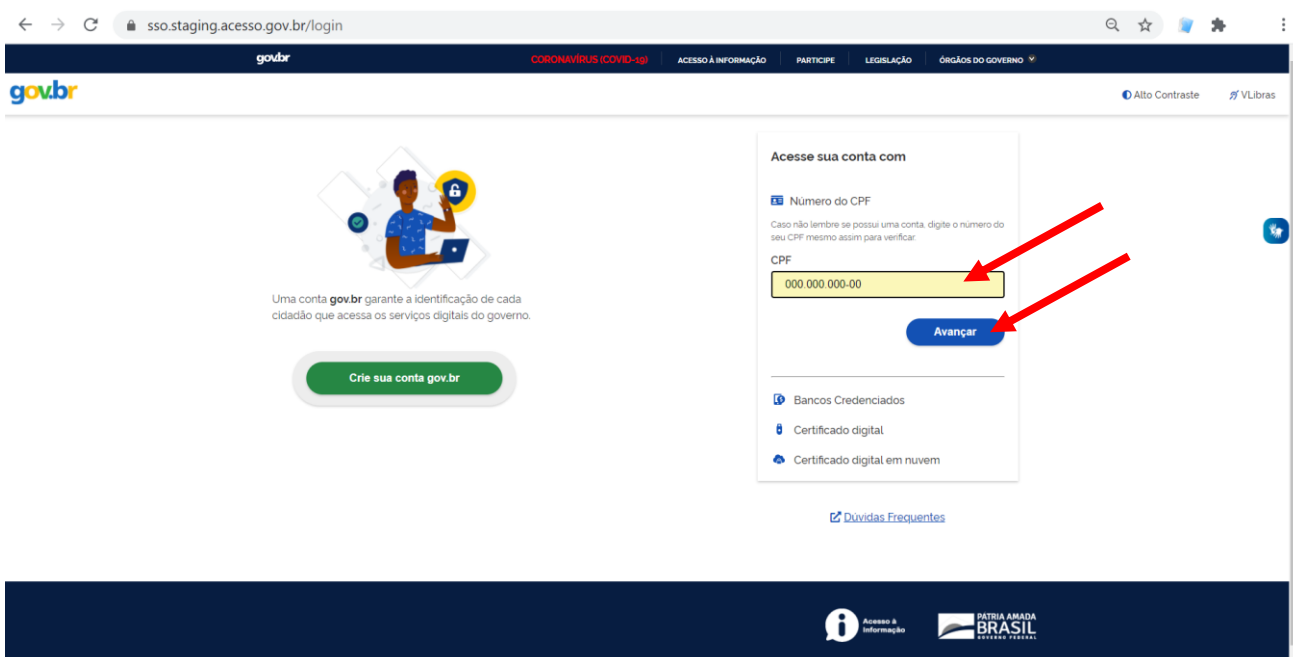 sso.staging.acesso.gov.br/login
gov.br
CORONAVÍRUS (COVID-19)
ACESSO À INFORMAÇÃO
PARTICIPE
LEGISLAÇÃO
ÓRGÃOS DO GOVERNO
gov.br
Alto Contraste
VLibras
Uma conta gov.br garante a identificação de cada
cidadão que acessa os serviços digitais do governo.
Crie sua conta gov.br
Acesse sua conta com
Número do CPF
Caso não lembre se possui uma conta, digite o número do
seu CPF mesmo assim para verificar.
CPF
000.000.000-00
Avançar
Bancos Credenciados
Certificado digital
Certificado digital em nuvem
Dúvidas Frequentes
Acesso à
Informação
PÁTRIA AMADA
BRASIL
GOVERNO FEDERAL